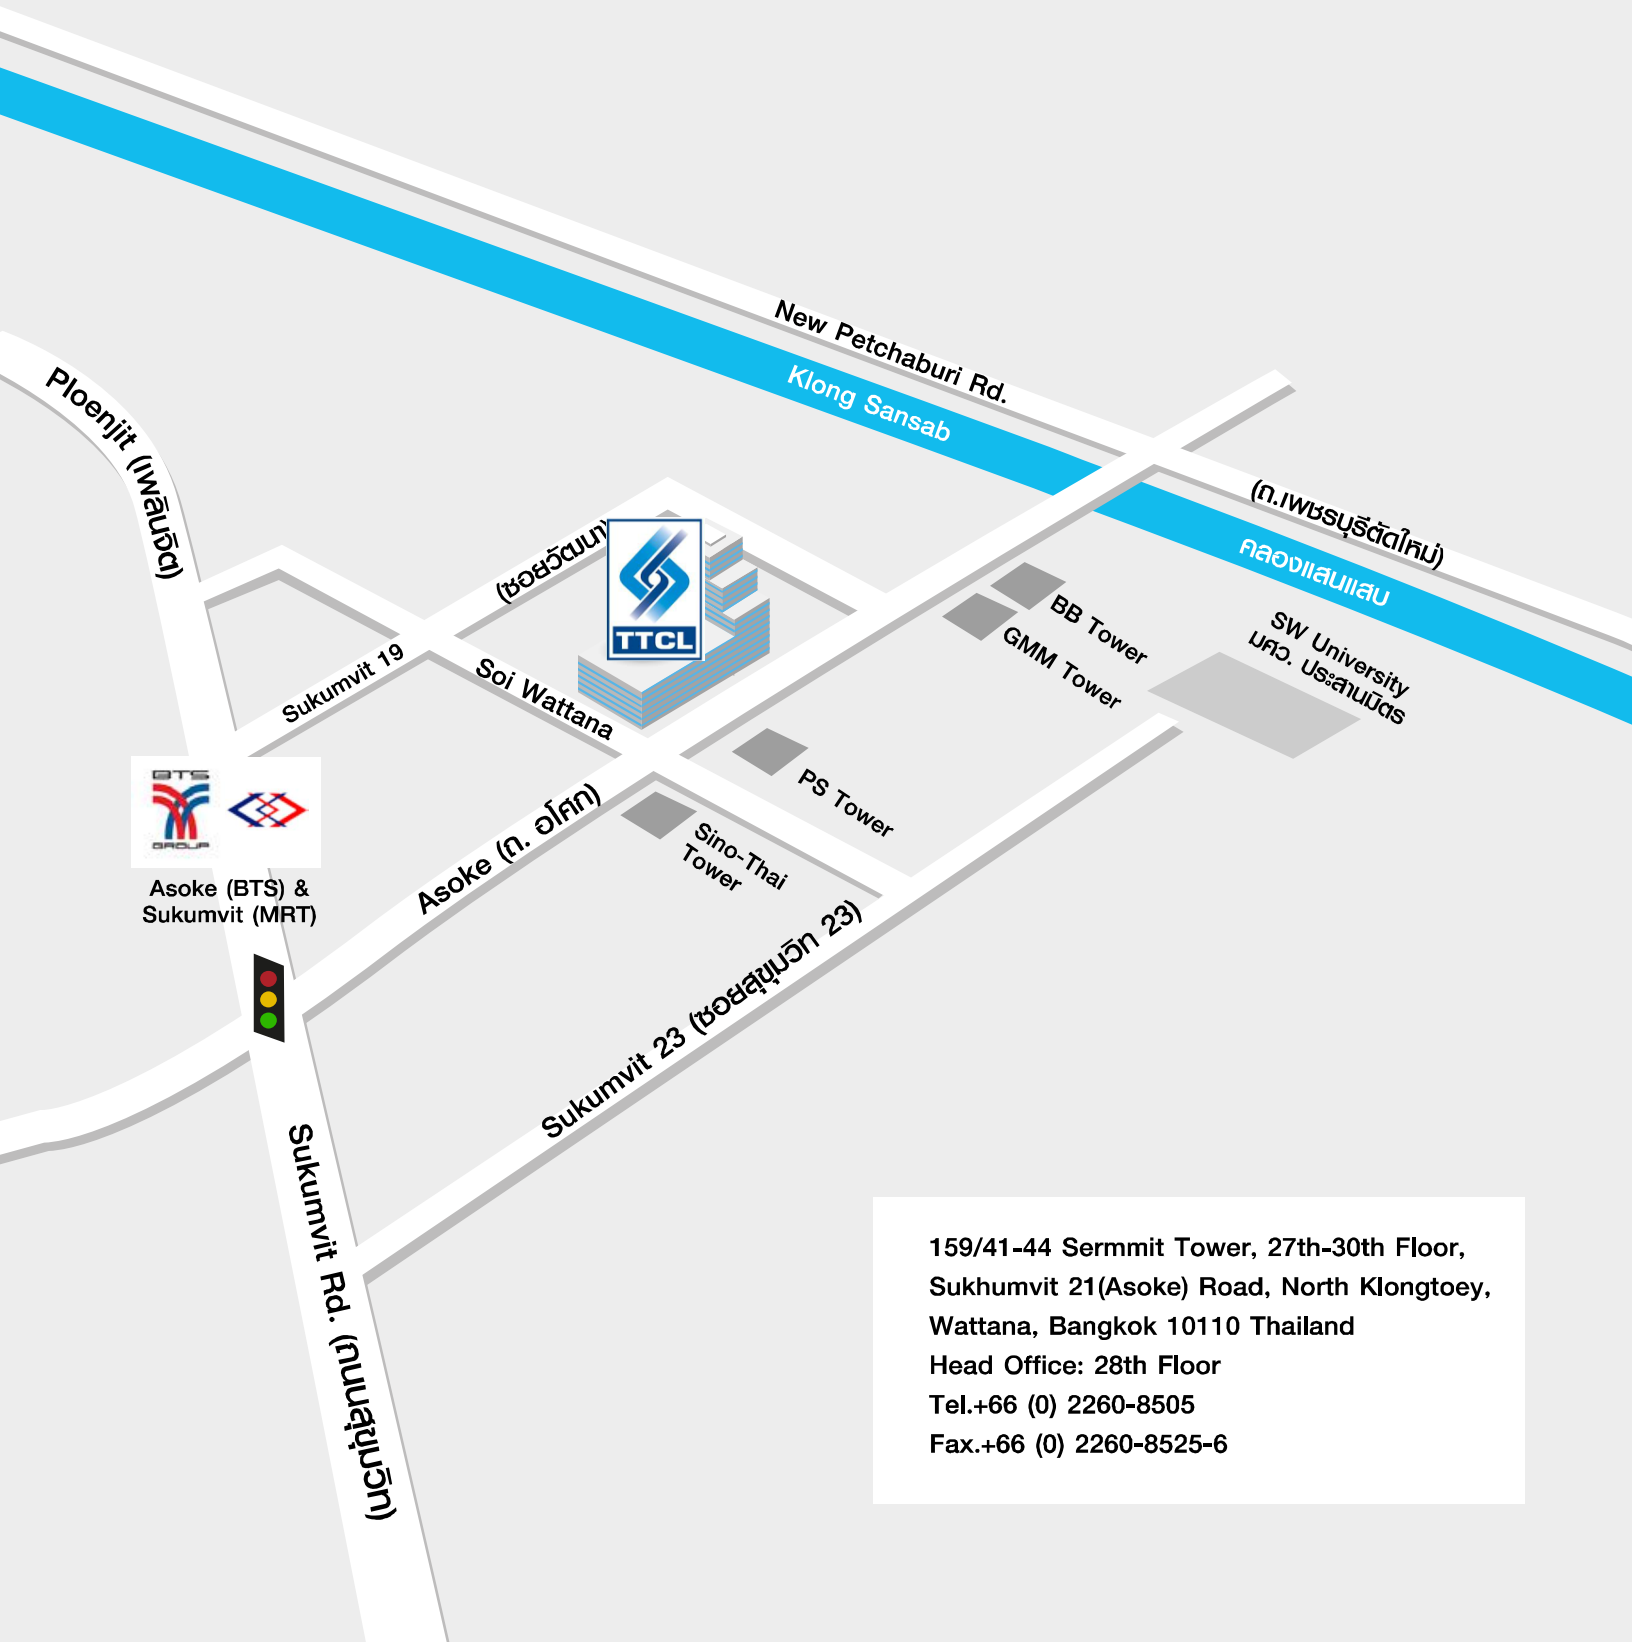 New Petchaburi Rd.
(ถ.เพชรบุรีตัดใหม่)
Klong Sansab
คลองแสนแสบ
Ploenjit (เพลินจิต)
(ซอยวัฒนา)
TTCL
BB Tower
GMM Tower
SW University
มศว. ประสานมิตร
Sukumvit 19
Soi Wattana
PS Tower
BTS
GROUP
Asoke (BTS) &
Sukumvit (MRT)
Asoke (ถ. อโศก)
Sino-Thai
Tower
Sukumvit 23 (ซอยสุขุมวิท 23)
Sukumvit Rd. (ถนนสุขุมวิท)
159/41-44 Sermmit Tower, 27th-30th Floor,
Sukhumvit 21(Asoke) Road, North Klongtoey,
Wattana, Bangkok 10110 Thailand
Head Office: 28th Floor
Tel.+66 (0) 2260-8505
Fax.+66 (0) 2260-8525-6